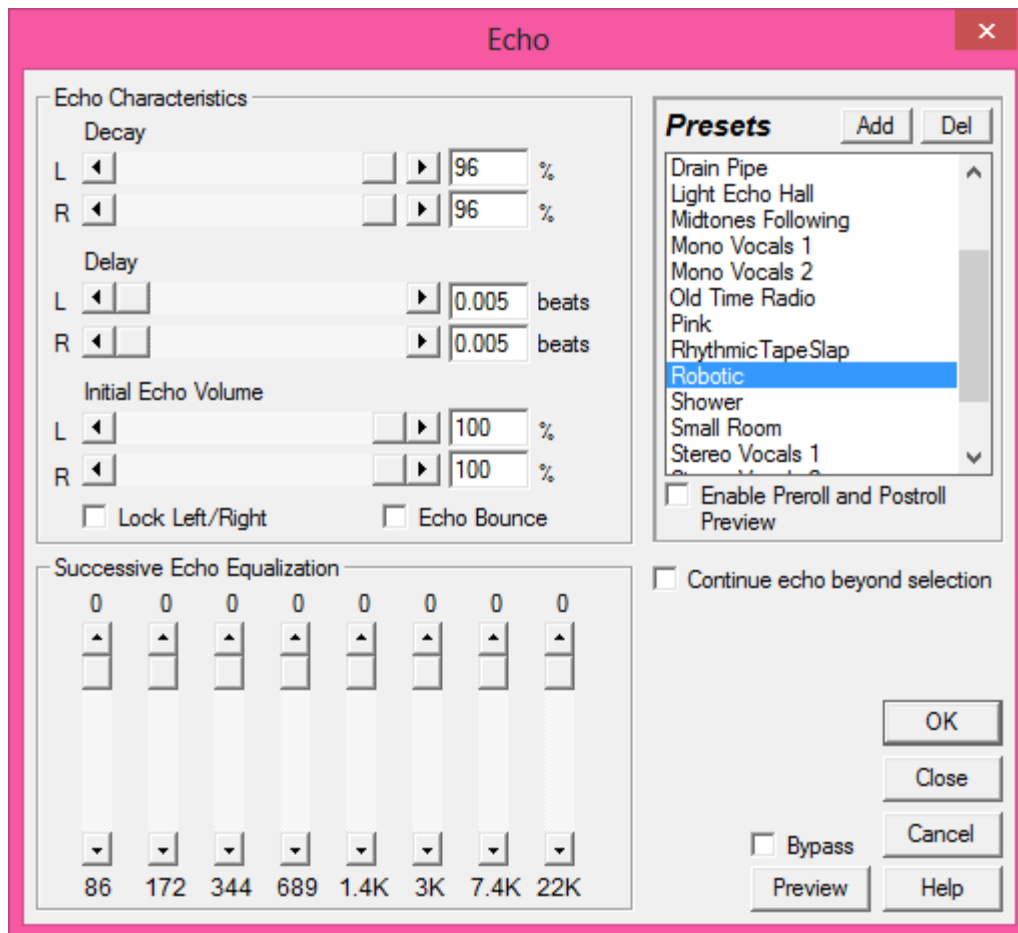 Echo
Echo Characteristics
Decay
L 96 %
R 96 %
Delay
L 0.005 beats
R 0.005 beats
Initial Echo Volume
L 100 %
R 100 %
Lock Left/Right Echo Bounce
Presets Add Del
Drain Pipe
Light Echo Hall
Midtones Following
Mono Vocals 1
Mono Vocals 2
Old Time Radio
Pink
RhythmicTapeSlap
Robotic
Shower
Small Room
Stereo Vocals 1
Enable Preroll and Postroll
Preview
Successive Echo Equalization
0 0 0 0 0 0 0 0
86 172 344 689 1.4K 3K 7.4K 22K
Continue echo beyond selection
OK
Close
Bypass Cancel
Preview Help